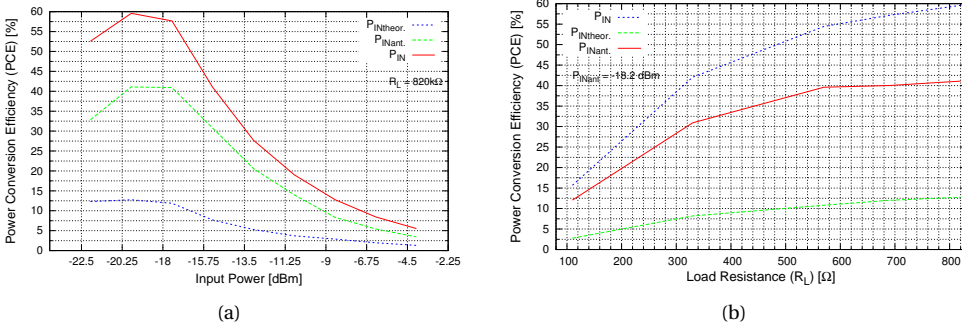 Power Conversion Efficiency (PCE) [%]
60
55
50
45
40
35
30
25
20
15
10
5
0
P_INtheor.
P_INant.
P_IN
R_L = 820kΩ
-22.5 -20.25 -18 -15.75 -13.5 -11.25 -9 -6.75 -4.5 -2.25
Input Power [dBm]
(a)
Power Conversion Efficiency (PCE) [%]
60
55
50
45
40
35
30
25
20
15
10
5
0
P_IN
P_INtheor.
P_INant.
P_INant = -18.2 dBm
100 200 300 400 500 600 700 800
Load Resistance (R_L) [Ω]
(b)